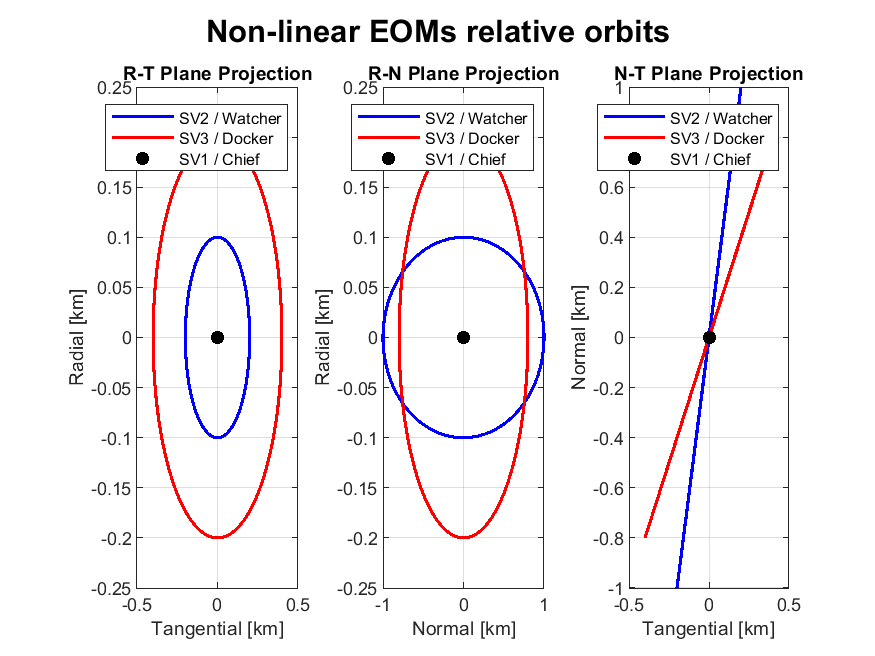 Non-linear EOMs relative orbits
R-T Plane Projection
0.25
SV2 / Watcher
SV3 / Docker
SV1 / Chief
0.15
0.1
0.05
0
-0.05
-0.1
-0.15
-0.2
-0.25
Radial [km]
-0.5
0
0.5
Tangential [km]
R-N Plane Projection
0.25
SV2 / Watcher
SV3 / Docker
SV1 / Chief
0.15
0.1
0.05
0
-0.05
-0.1
-0.15
-0.2
-0.25
Radial [km]
-1
0
1
Normal [km]
N-T Plane Projection
1
SV2 / Watcher
SV3 / Docker
SV1 / Chief
0.6
0.4
0.2
0
-0.2
-0.4
-0.6
-0.8
-1
Normal [km]
-0.5
0
0.5
Tangential [km]